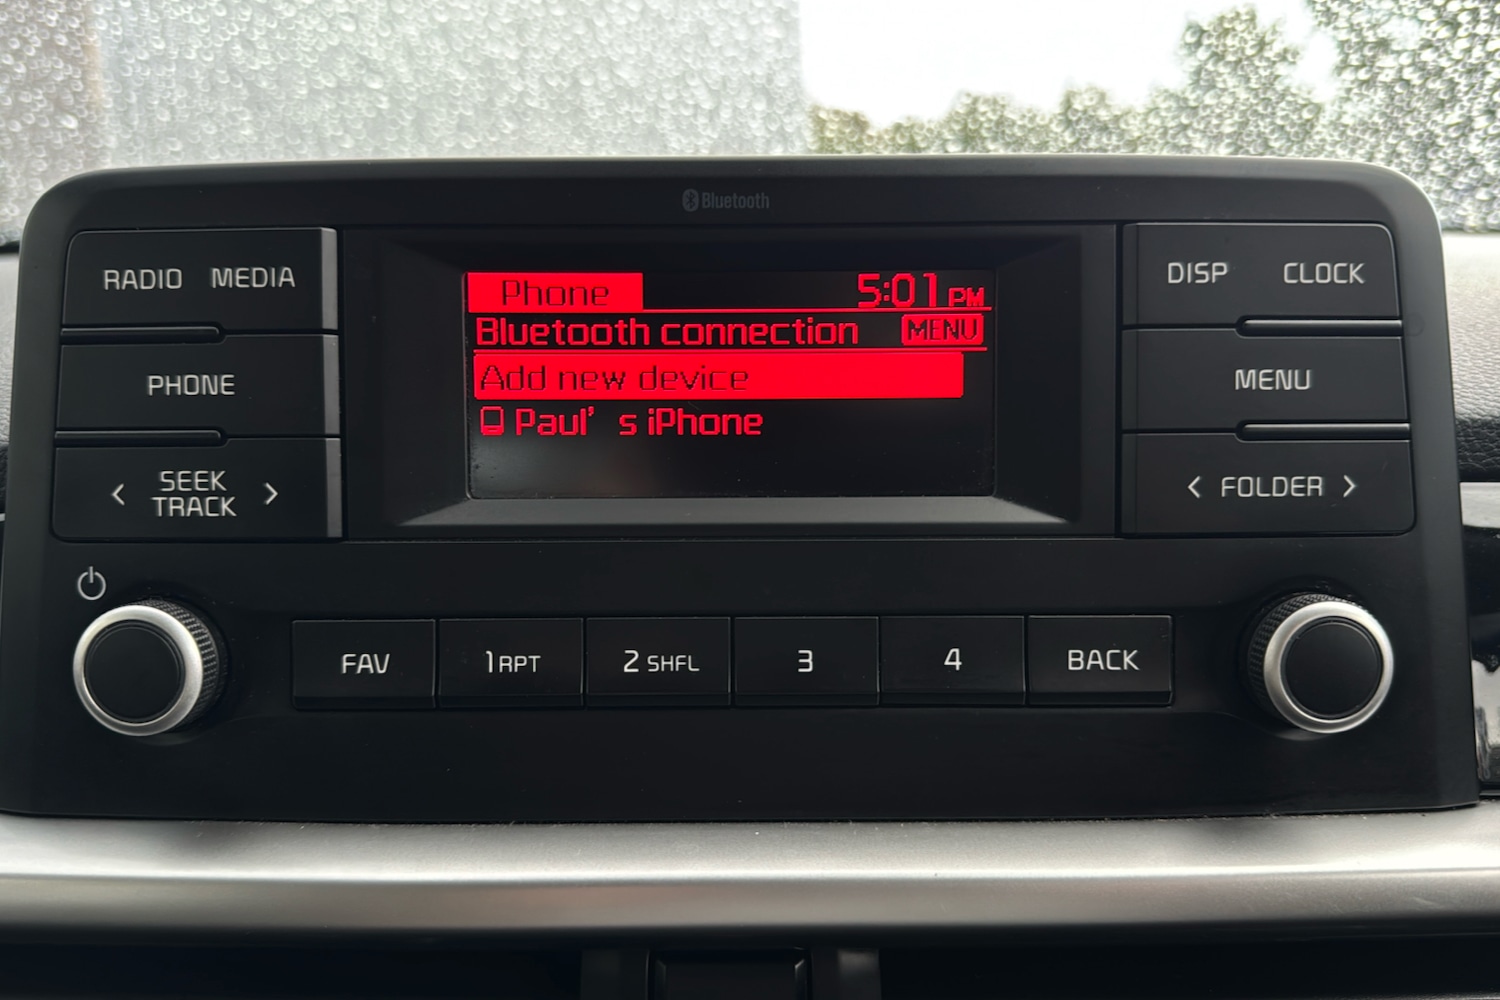 Bluetooth
RADIO MEDIA
PHONE
< SEEK TRACK >
Phone 5:01 PM
Bluetooth connection MENU
Add new device
Paul’ s iPhone
DISP CLOCK
MENU
< FOLDER >
FAV 1 RPT 2 SHFL 3 4 BACK